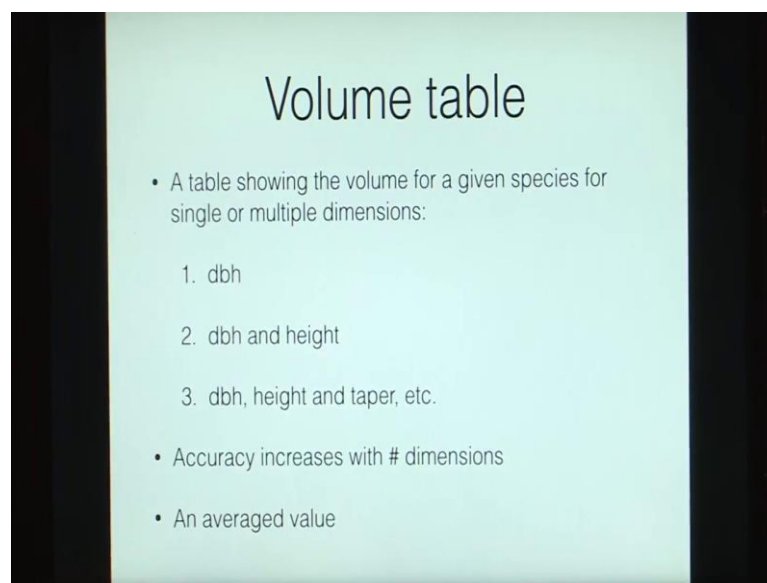 Volume table
• A table showing the volume for a given species for
single or multiple dimensions:
1. dbh
2. dbh and height
3. dbh, height and taper, etc.
• Accuracy increases with # dimensions
• An averaged value